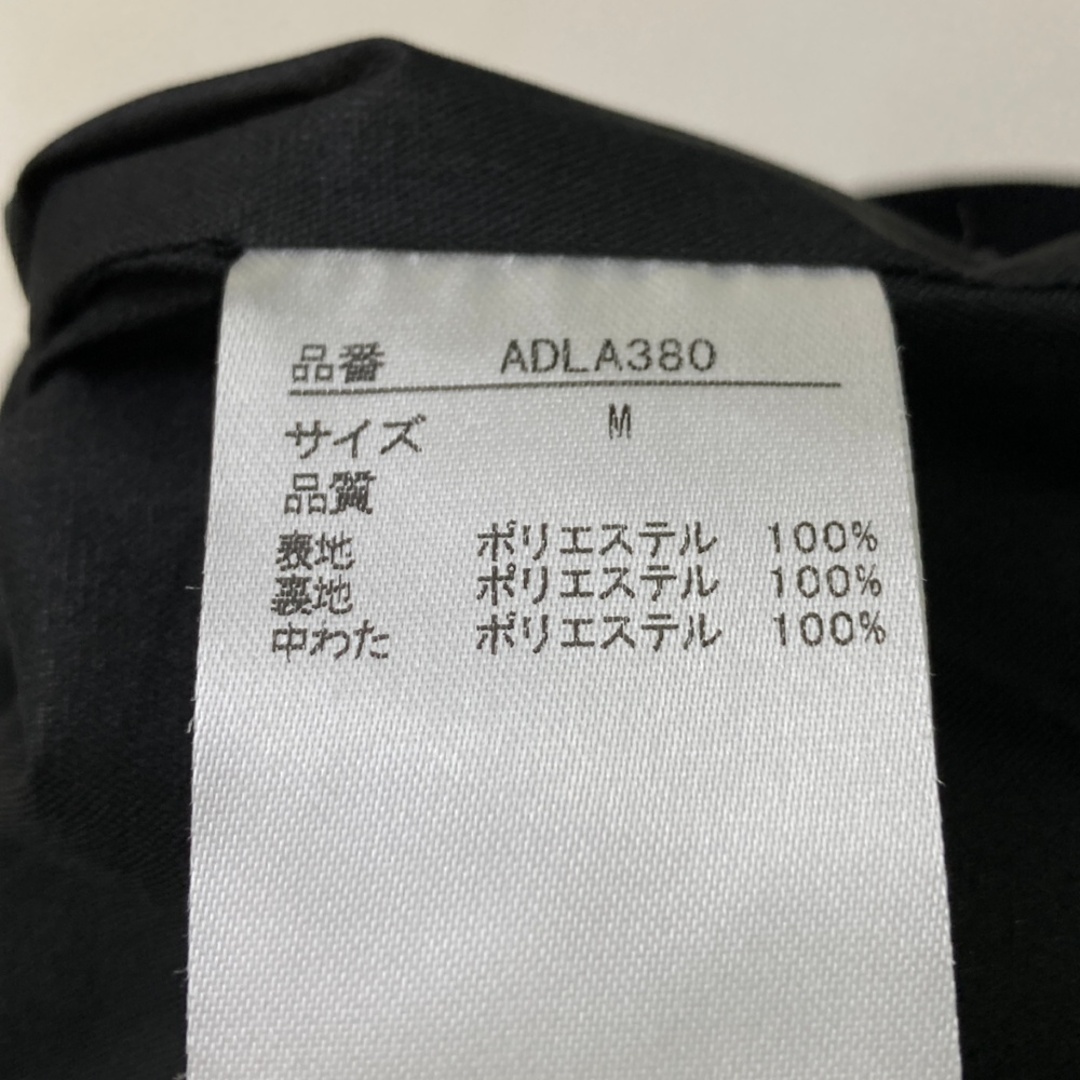 品番 ADLA380
サイズ M
品質
表地 ポリエステル 100%
裏地 ポリエステル 100%
中わた ポリエステル 100%